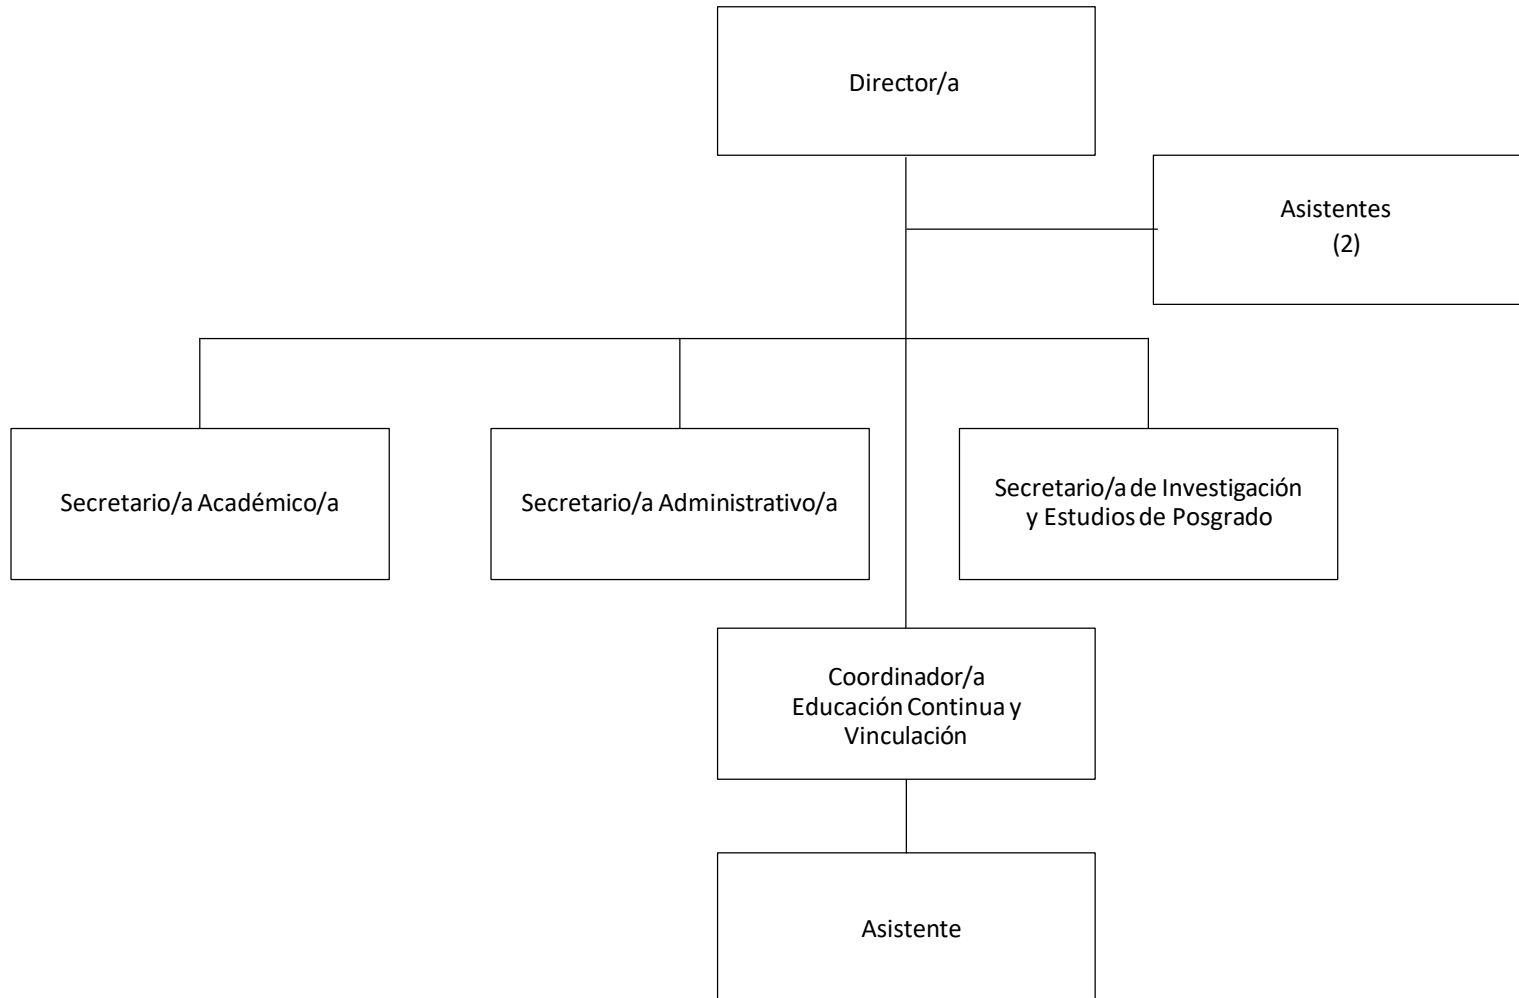 Director/a
Asistentes
(2)
Secretario/a Académico/a
Secretario/a Administrativo/a
Secretario/a de Investigación
y Estudios de Posgrado
Coordinador/a
Educación Continua y
Vinculación
Asistente